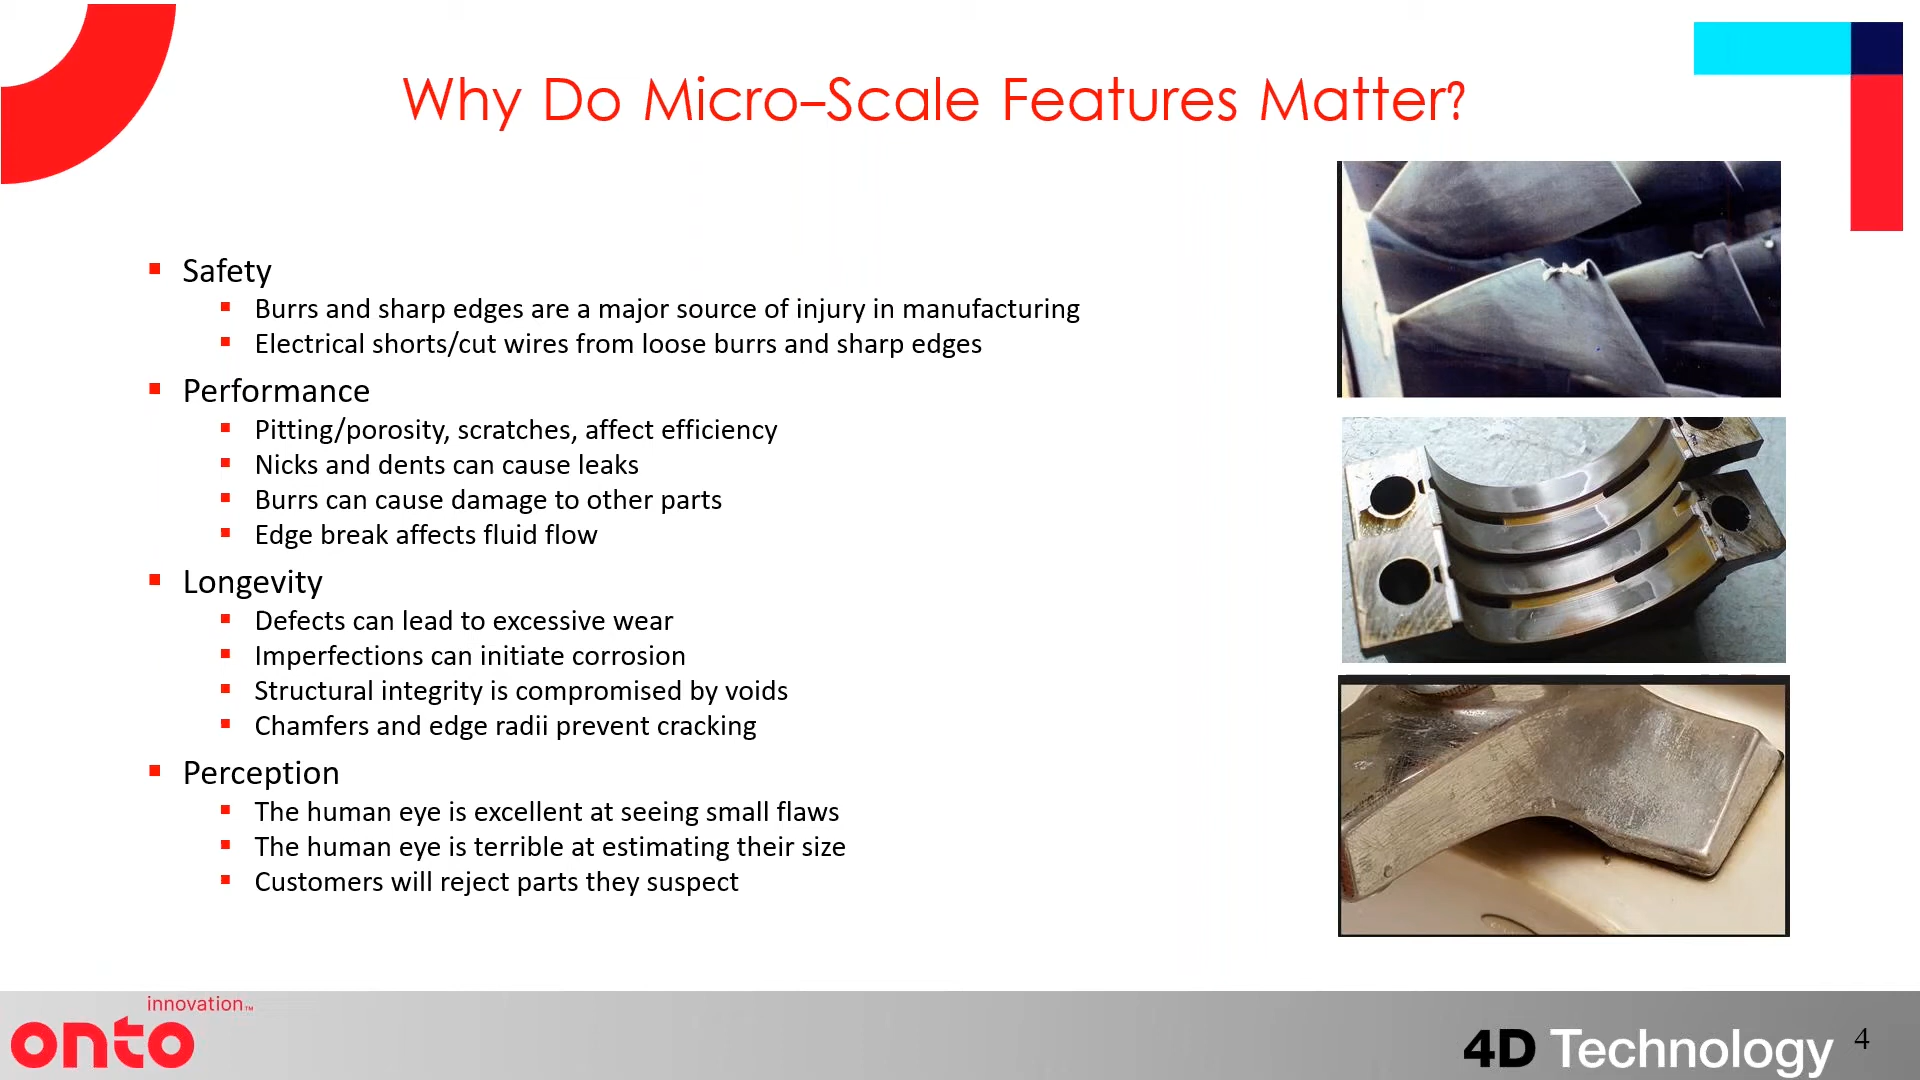 Why Do Micro–Scale Features Matter?
Safety
Burrs and sharp edges are a major source of injury in manufacturing
Electrical shorts/cut wires from loose burrs and sharp edges
Performance
Pitting/porosity, scratches, affect efficiency
Nicks and dents can cause leaks
Burrs can cause damage to other parts
Edge break affects fluid flow
Longevity
Defects can lead to excessive wear
Imperfections can initiate corrosion
Structural integrity is compromised by voids
Chamfers and edge radii prevent cracking
Perception
The human eye is excellent at seeing small flaws
The human eye is terrible at estimating their size
Customers will reject parts they suspect
innovation™
onto
4D Technology
4